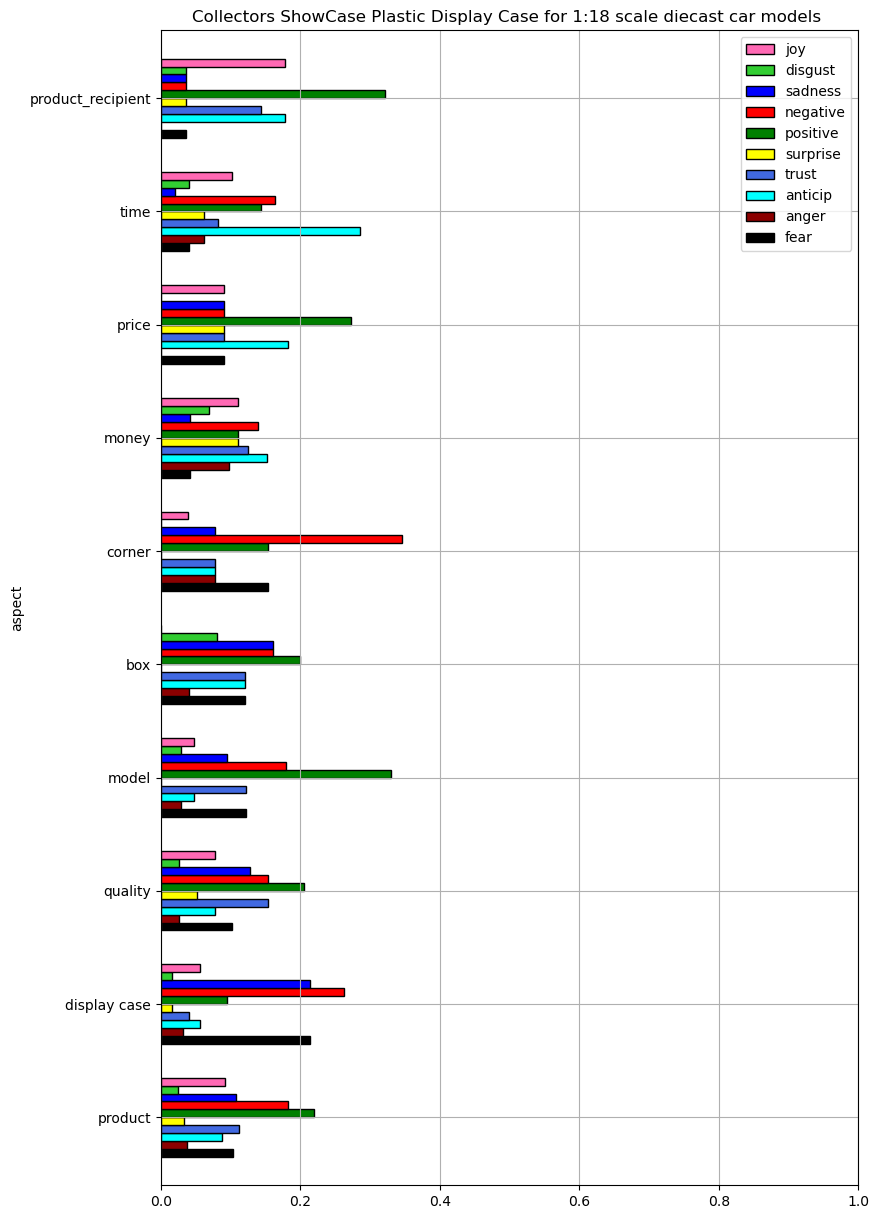 Collectors ShowCase Plastic Display Case for 1:18 scale diecast car models
joy
disgust
sadness
negative
positive
surprise
trust
anticip
anger
fear
product_recipient
time
price
money
corner
box
model
quality
display case
product
aspect
0.0 0.2 0.4 0.6 0.8 1.0